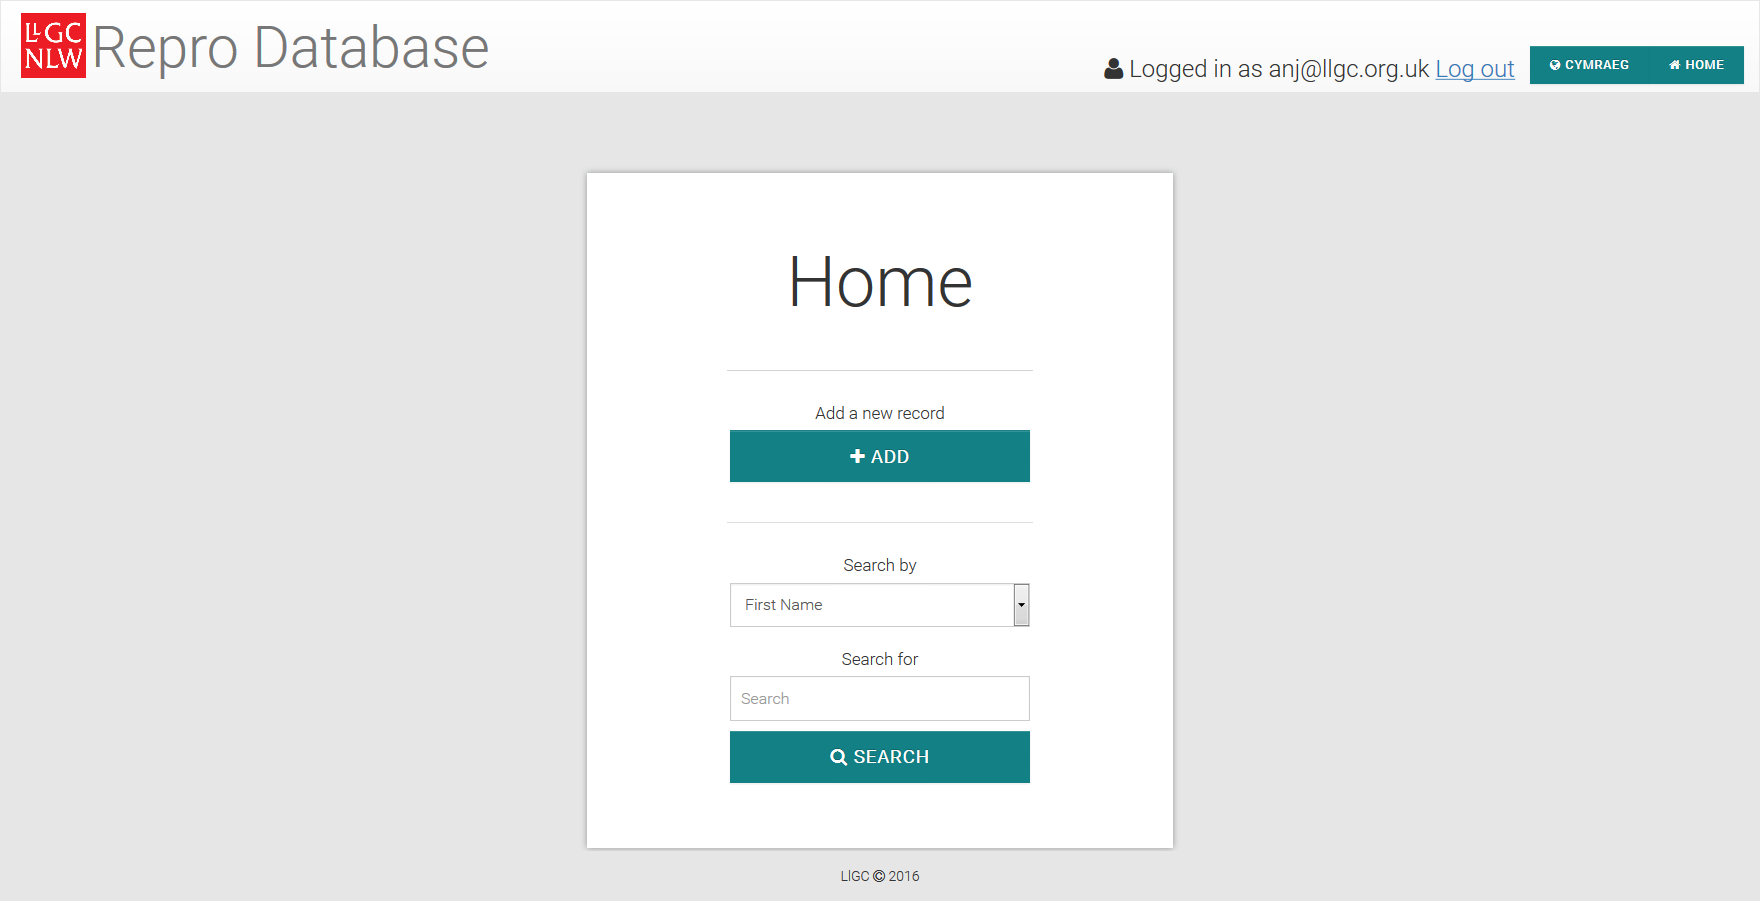 LLGC
NLW
Repro Database
Logged in as anj@llgc.org.uk Log out
CYMRAEG
HOME
Home
Add a new record
ADD
Search by
First Name
Search for
Search
SEARCH
LlGC © 2016